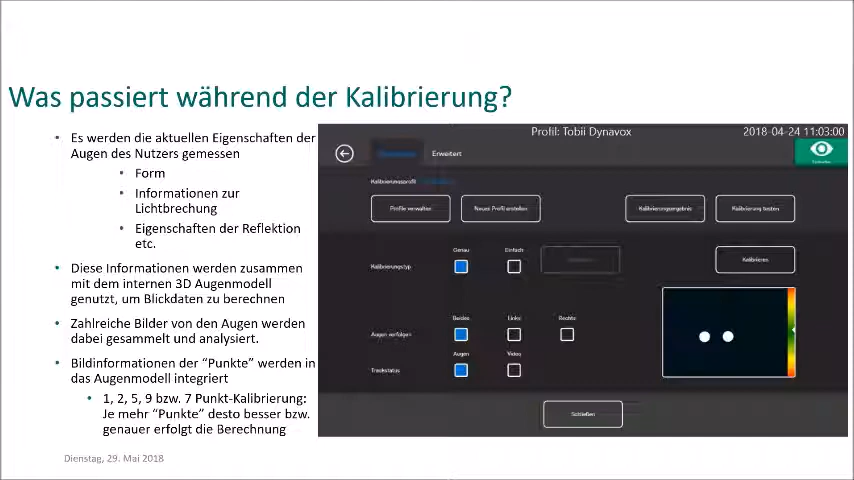 Was passiert während der Kalibrierung?
• Es werden die aktuellen Eigenschaften der
Augen des Nutzers gemessen
• Form
• Informationen zur
Lichtbrechung
• Eigenschaften der Reflektion
etc.
• Diese Informationen werden zusammen
mit dem internen 3D Augenmodell
genutzt, um Blickdaten zu berechnen
• Zahlreiche Bilder von den Augen werden
dabei gesammelt und analysiert.
• Bildinformationen der “Punkte” werden in
das Augenmodell integriert
• 1, 2, 5, 9 bzw. 7 Punkt-Kalibrierung:
Je mehr “Punkte” desto besser bzw.
genauer erfolgt die Berechnung
Dienstag, 29. Mai 2018
Profil: Tobii Dynavox
2018-04-24 11:03:00
Erweitert
Kalibrierungsprofil
Profile verwalten
Neues Profil erstellen
Kalibrierungsergebnis
Kalibrierung testen
Genau
Einfach
Kalibrierungstyp
Kalibrieren
Beides
Links
Rechts
Augen verfolgen
Augen
Video
Trackstatus
Schließen